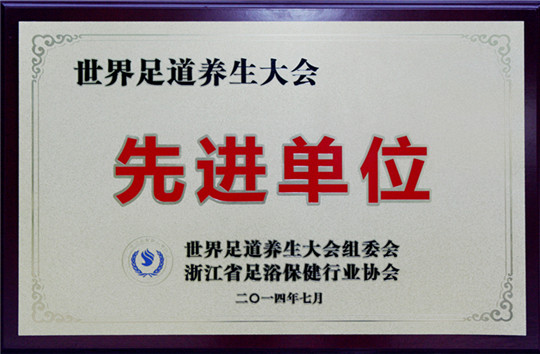 世界足道养生大会
先进单位
世界足道养生大会组委会
浙江省足浴保健行业协会
二〇一四年七月